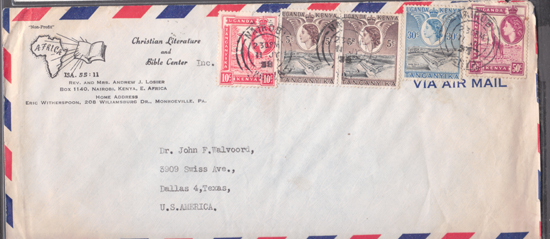 "Non-Profit"
AFRICA
Christian Literature
and
Bible Center Inc.
ISA. 55:11
REV. AND MRS. ANDREW J. LOSIER
BOX 1140, NAIROBI, KENYA, E. AFRICA
HOME ADDRESS
ERIC WITHERSPOON, 206 WILLIAMSBURG DR., MONROEVILLE, PA.
NAIROBI
UGANDA KENYA
TANGANYIKA
VIA AIR MAIL
Dr. John F. Walvoord,
3909 Swiss Ave.,
Dallas 4, Texas,
U.S.AMERICA.